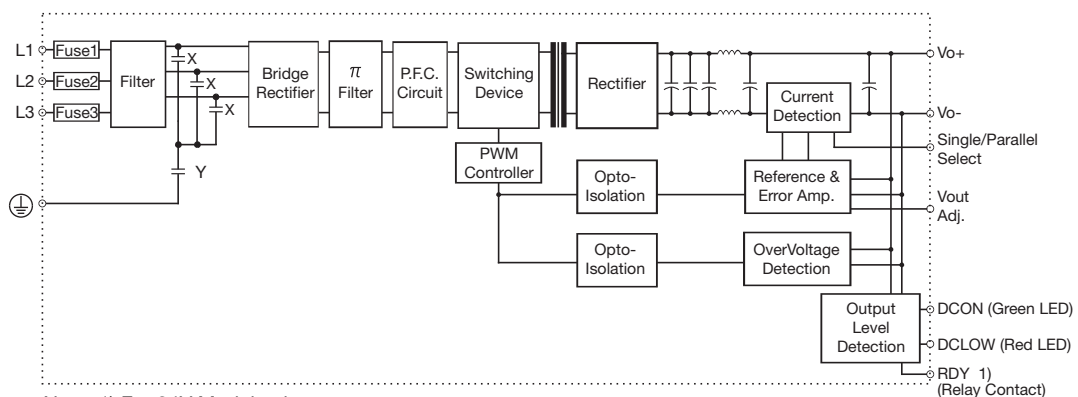 L1
Fuse1
L2
Fuse2
L3
Fuse3
Filter
X
X
X
Y
Bridge
Rectifier
π
Filter
P.F.C.
Circuit
Switching
Device
Rectifier
Current
Detection
Vo+
Vo-
Single/Parallel
Select
PWM
Controller
Opto-
Isolation
Reference &
Error Amp.
Vout
Adj.
Opto-
Isolation
OverVoltage
Detection
Output
Level
Detection
DCON (Green LED)
DCLOW (Red LED)
RDY 1)
(Relay Contact)